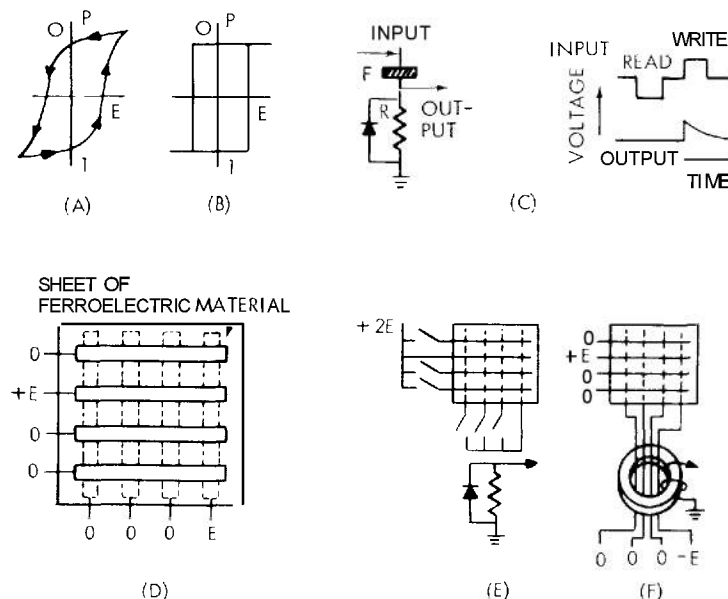 O P
E
1
(A)
O P
E
1
(B)
INPUT
F
R
OUT-
PUT
(C)
INPUT
READ
WRITE
VOLTAGE
OUTPUT
TIME
SHEET OF
FERROELECTRIC MATERIAL
0
+E
0
0
0 0 0 E
(D)
+2E
(E)
0
+E
0
0
0 0 0 -E
(F)